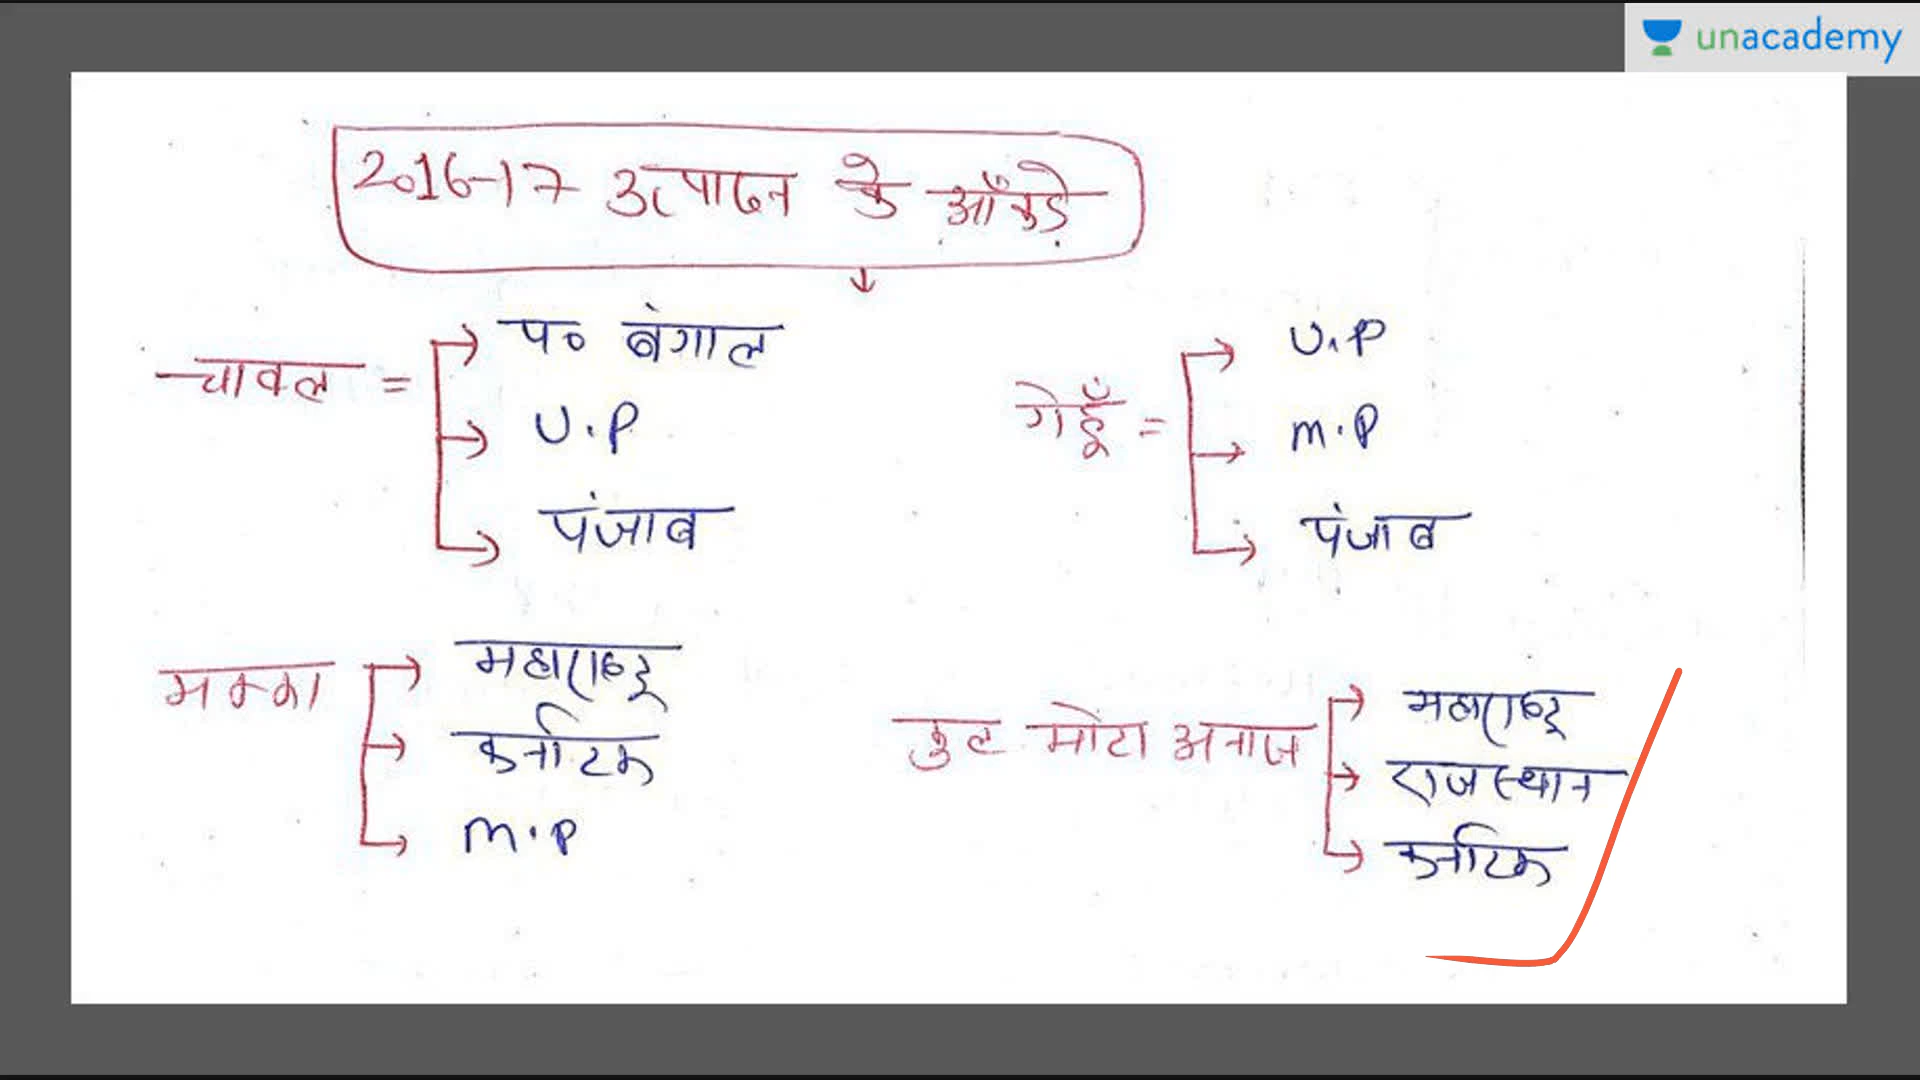 unacademy
2016-17 उत्पादन के आँकड़े
चावल =
प० बंगाल
U.P
पंजाब
गेहूँ =
U.P
M.P
पंजाब
मक्का
महाराष्ट्र
कर्नाटक
M.P
कुल मोटा अनाज
महाराष्ट्र
राजस्थान
कर्नाटक